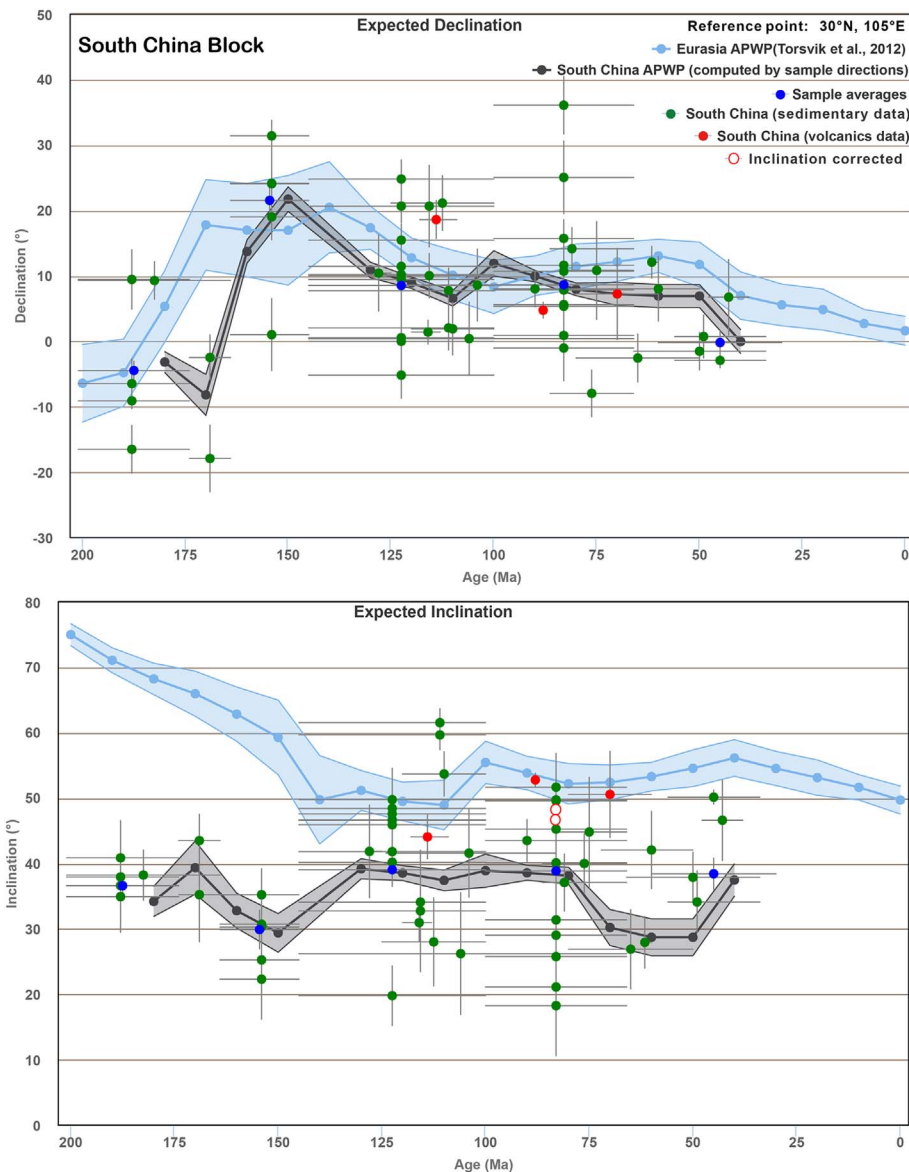 Expected Declination
South China Block
Reference point: 30°N, 105°E
Eurasia APWP(Torsvik et al., 2012)
South China APWP (computed by sample directions)
Sample averages
South China (sedimentary data)
South China (volcanics data)
Inclination corrected
50
40
30
20
10
0
-10
-20
-30
Declination (°)
200
175
150
125
100
75
50
25
0
Age (Ma)
Expected Inclination
80
70
60
50
40
30
20
10
0
Inclination (°)
200
175
150
125
100
75
50
25
0
Age (Ma)